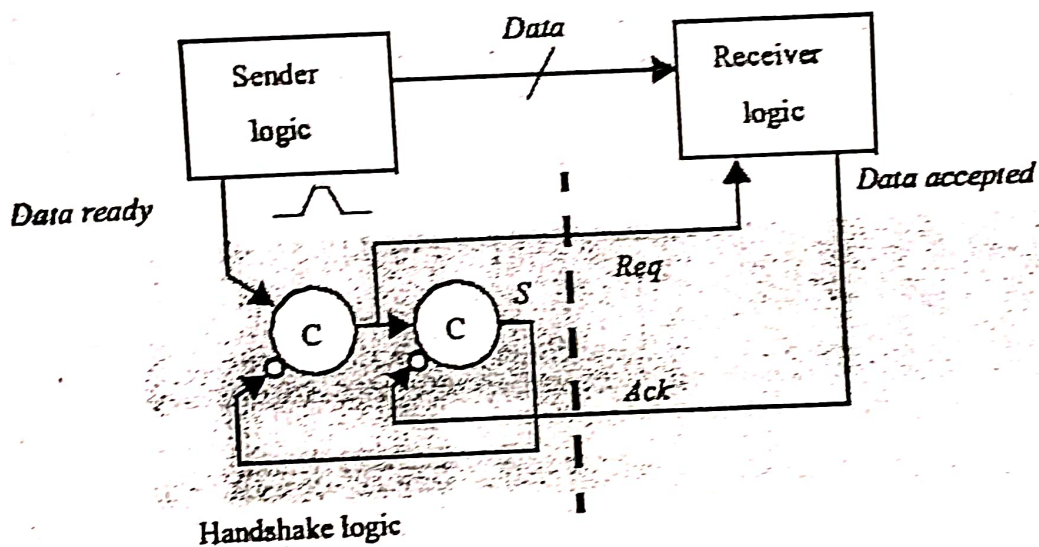 Data
Sender
logic
Receiver
logic
Data ready
Data accepted
Req
S
C
C
Ack
Handshake logic